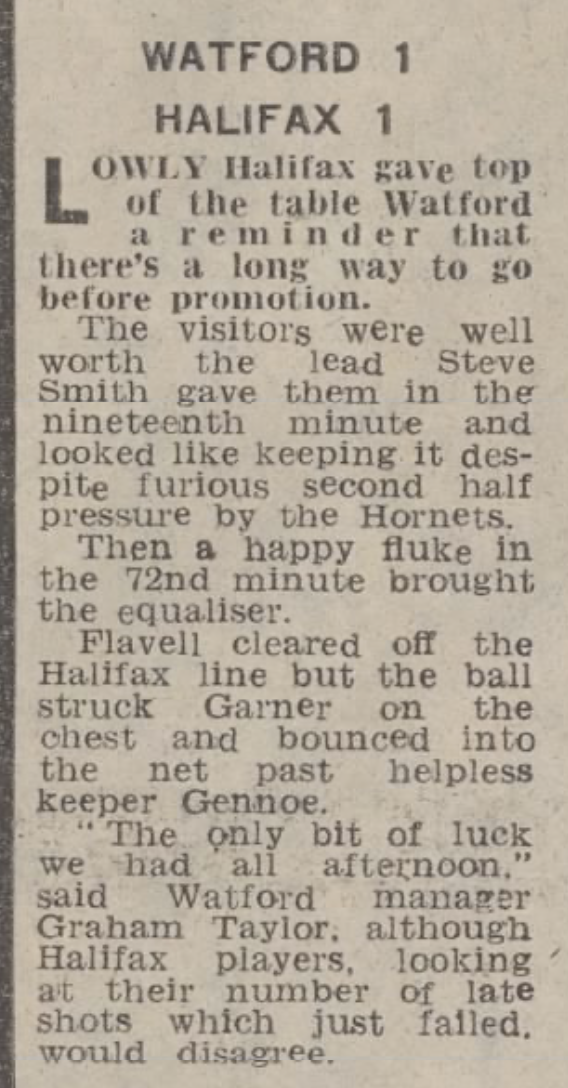 WATFORD 1
HALIFAX 1
LOWLY Halifax gave top
of the table Watford
a reminder that
there's a long way to go
before promotion.
The visitors were well
worth the lead Steve
Smith gave them in the
nineteenth minute and
looked like keeping it des-
pite furious second half
pressure by the Hornets.
Then a happy fluke in
the 72nd minute brought
the equaliser.
Flavell cleared off the
Halifax line but the ball
struck Garner on the
chest and bounced into
the net past helpless
keeper Gennoe.
"The only bit of luck
we had all afternoon,"
said Watford manager
Graham Taylor, although
Halifax players, looking
at their number of late
shots which just failed,
would disagree.